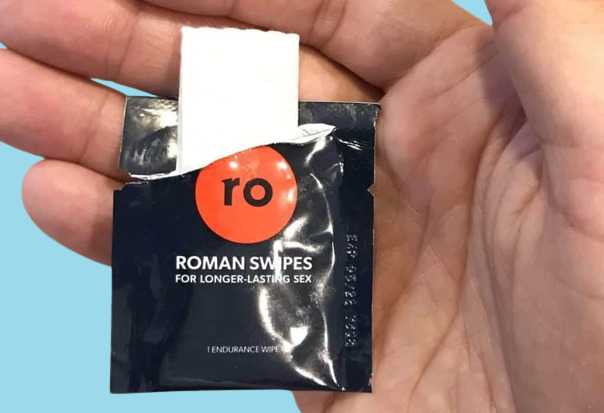 ro
ROMAN SWIPES
FOR LONGER-LASTING SEX
1 ENDURANCE WIPE